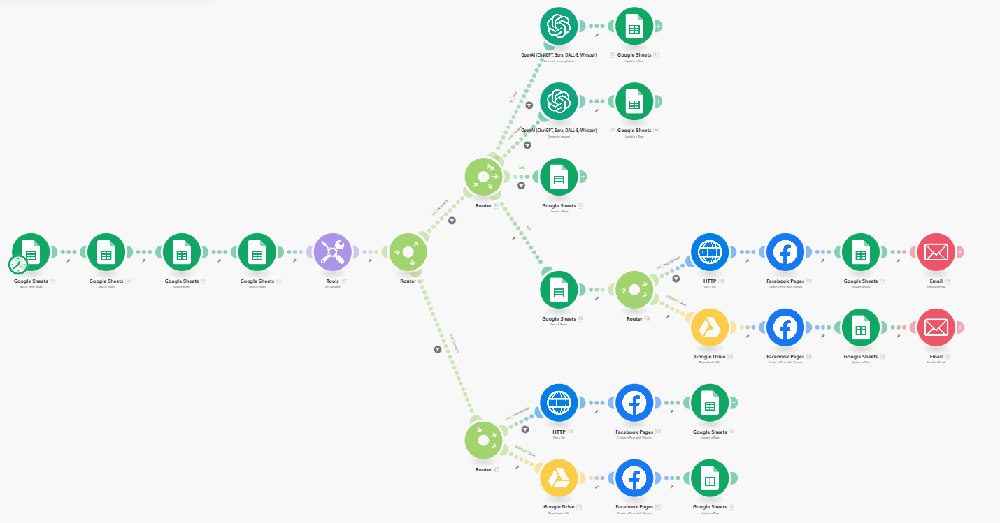 OpenAI (ChatGPT, Sora, DALL-E, Whisper)
Generate a completion
Google Sheets
Update a Row
OpenAI (ChatGPT, Sora, DALL-E, Whisper)
Generate images
Google Sheets
Update a Row
Router
3rd
Google Sheets
Update a Row
Google Sheets
Watch New Rows
Google Sheets
Search Rows
Google Sheets
Search Rows
Google Sheets
Search Rows
Tools
Set variable
Router
Google Sheets
Search Rows
Router
HTTP
Get a file
Facebook Pages
Create a Post with Photos
Google Sheets
Update a Row
Email
Send an Email
fallback | Drive
Google Drive
Download a File
Facebook Pages
Create a Post with Photos
Google Sheets
Update a Row
Email
Send an Email
Router
HTTP
Get a file
Facebook Pages
Create a Post with Photos
Google Sheets
Update a Row
fallback | Drive
Google Drive
Download a File
Facebook Pages
Create a Post with Photos
Google Sheets
Update a Row